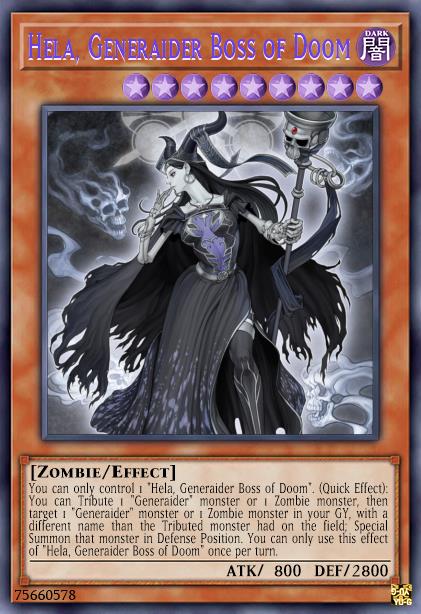 Hela, Generaider Boss of Doom
DARK
闇
[Zombie/Effect]
You can only control 1 "Hela, Generaider Boss of Doom". (Quick Effect):
You can Tribute 1 "Generaider" monster or 1 Zombie monster, then
target 1 "Generaider" monster or 1 Zombie monster in your GY, with
a different name than the Tributed monster had on the field; Special
Summon that monster in Defense Position. You can only use this effect
of "Hela, Generaider Boss of Doom" once per turn.
ATK/ 800 DEF/2800
75660578